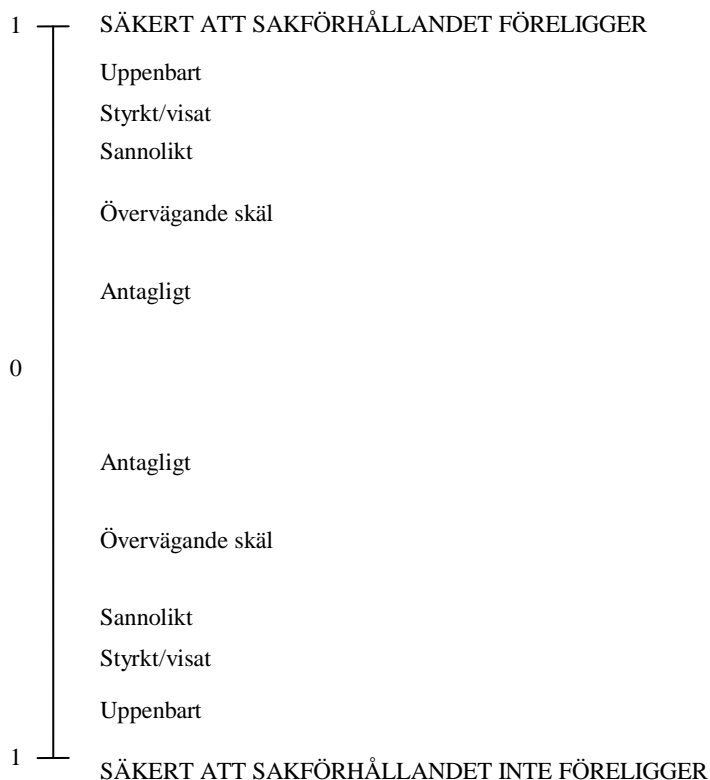 1 SÄKERT ATT SAKFÖRHÅLLANDET FÖRELIGGER
Uppenbart
Styrkt/visat
Sannolikt
Övervägande skäl
Antagligt
0
Antagligt
Övervägande skäl
Sannolikt
Styrkt/visat
Uppenbart
1 SÄKERT ATT SAKFÖRHÅLLANDET INTE FÖRELIGGER